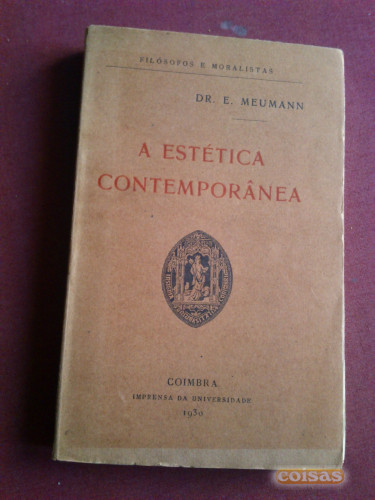 FILÓSOFOS E MORALISTAS
DR. E. MEUMANN
A ESTÉTICA
CONTEMPORÂNEA
COIMBRA
IMPRENSA DA UNIVERSIDADE
1930
coisas